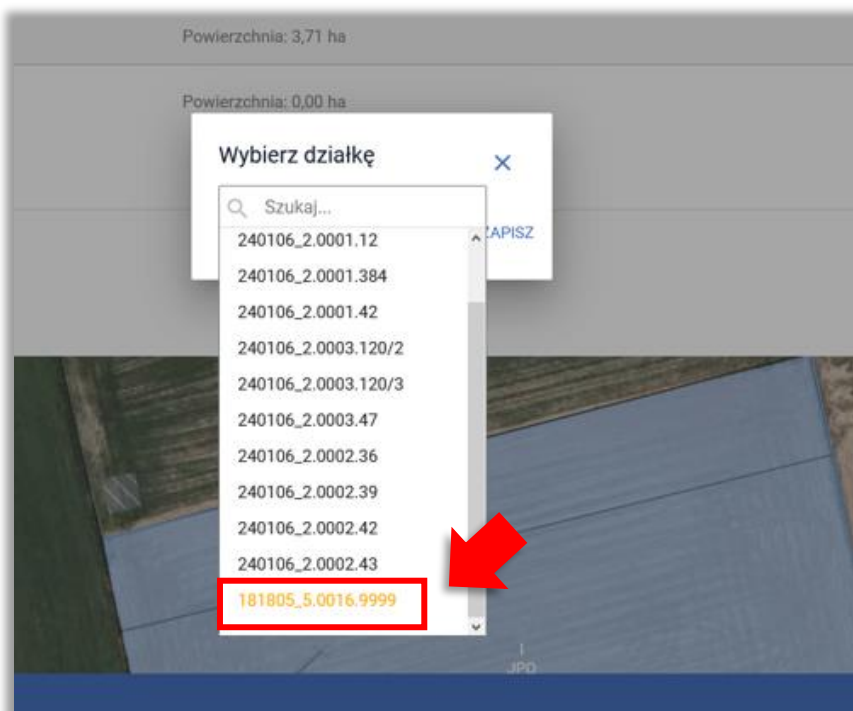 Powierzchnia: 3,71 ha
Powierzchnia: 0,00 ha
Wybierz działkę
Szukaj...
ZAPISZ
240106_2.0001.12
240106_2.0001.384
240106_2.0001.42
240106_2.0003.120/2
240106_2.0003.120/3
240106_2.0003.47
240106_2.0002.36
240106_2.0002.39
240106_2.0002.42
240106_2.0002.43
181805_5.0016.9999
JPO